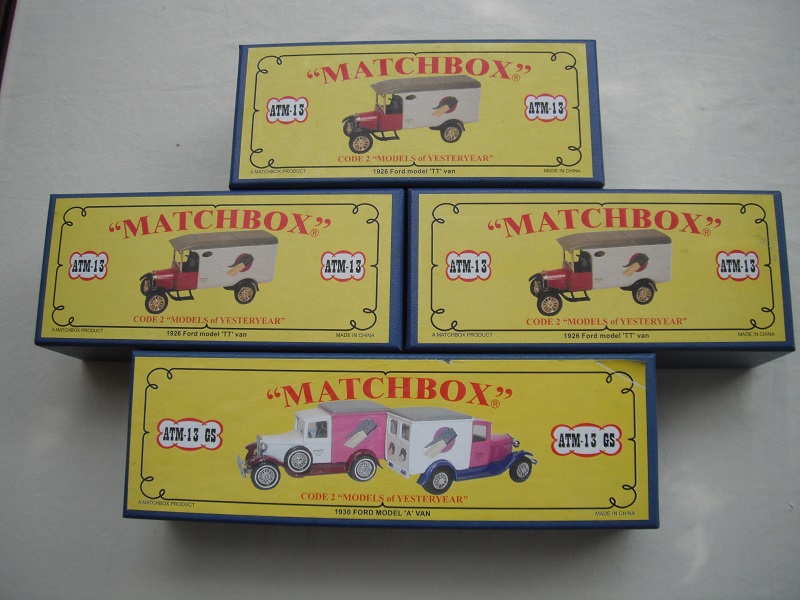 "MATCHBOX"®
ATM-13
ATM-13
CODE 2 "MODELS of YESTERYEAR"
A MATCHBOX PRODUCT
1926 Ford model 'TT' van
MADE IN CHINA
"MATCHBOX"®
ATM-13
ATM-13
CODE 2 "MODELS of YESTERYEAR"
A MATCHBOX PRODUCT
1926 Ford model 'TT' van
MADE IN CHINA
"MATCHBOX"®
ATM-13
ATM-13
CODE 2 "MODELS of YESTERYEAR"
A MATCHBOX PRODUCT
1926 Ford model 'TT' van
MADE IN CHINA
"MATCHBOX"®
ATM-13 GS
ATM-13 GS
CODE 2 "MODELS of YESTERYEAR"
A MATCHBOX PRODUCT
1930 FORD MODEL 'A' VAN
MADE IN CHINA